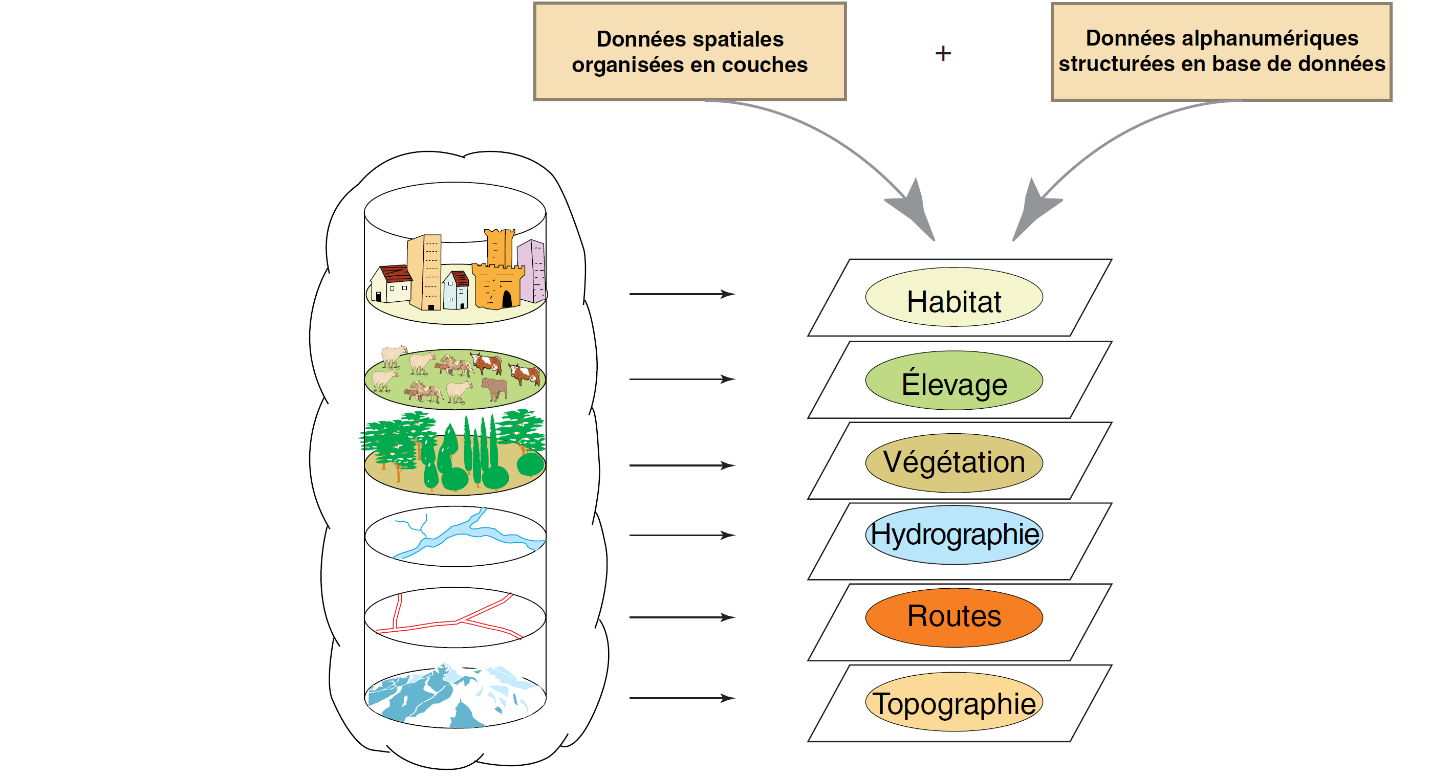 Données spatiales
organisées en couches
+
Données alphanumériques
structurées en base de données
Habitat
Élevage
Végétation
Hydrographie
Routes
Topographie